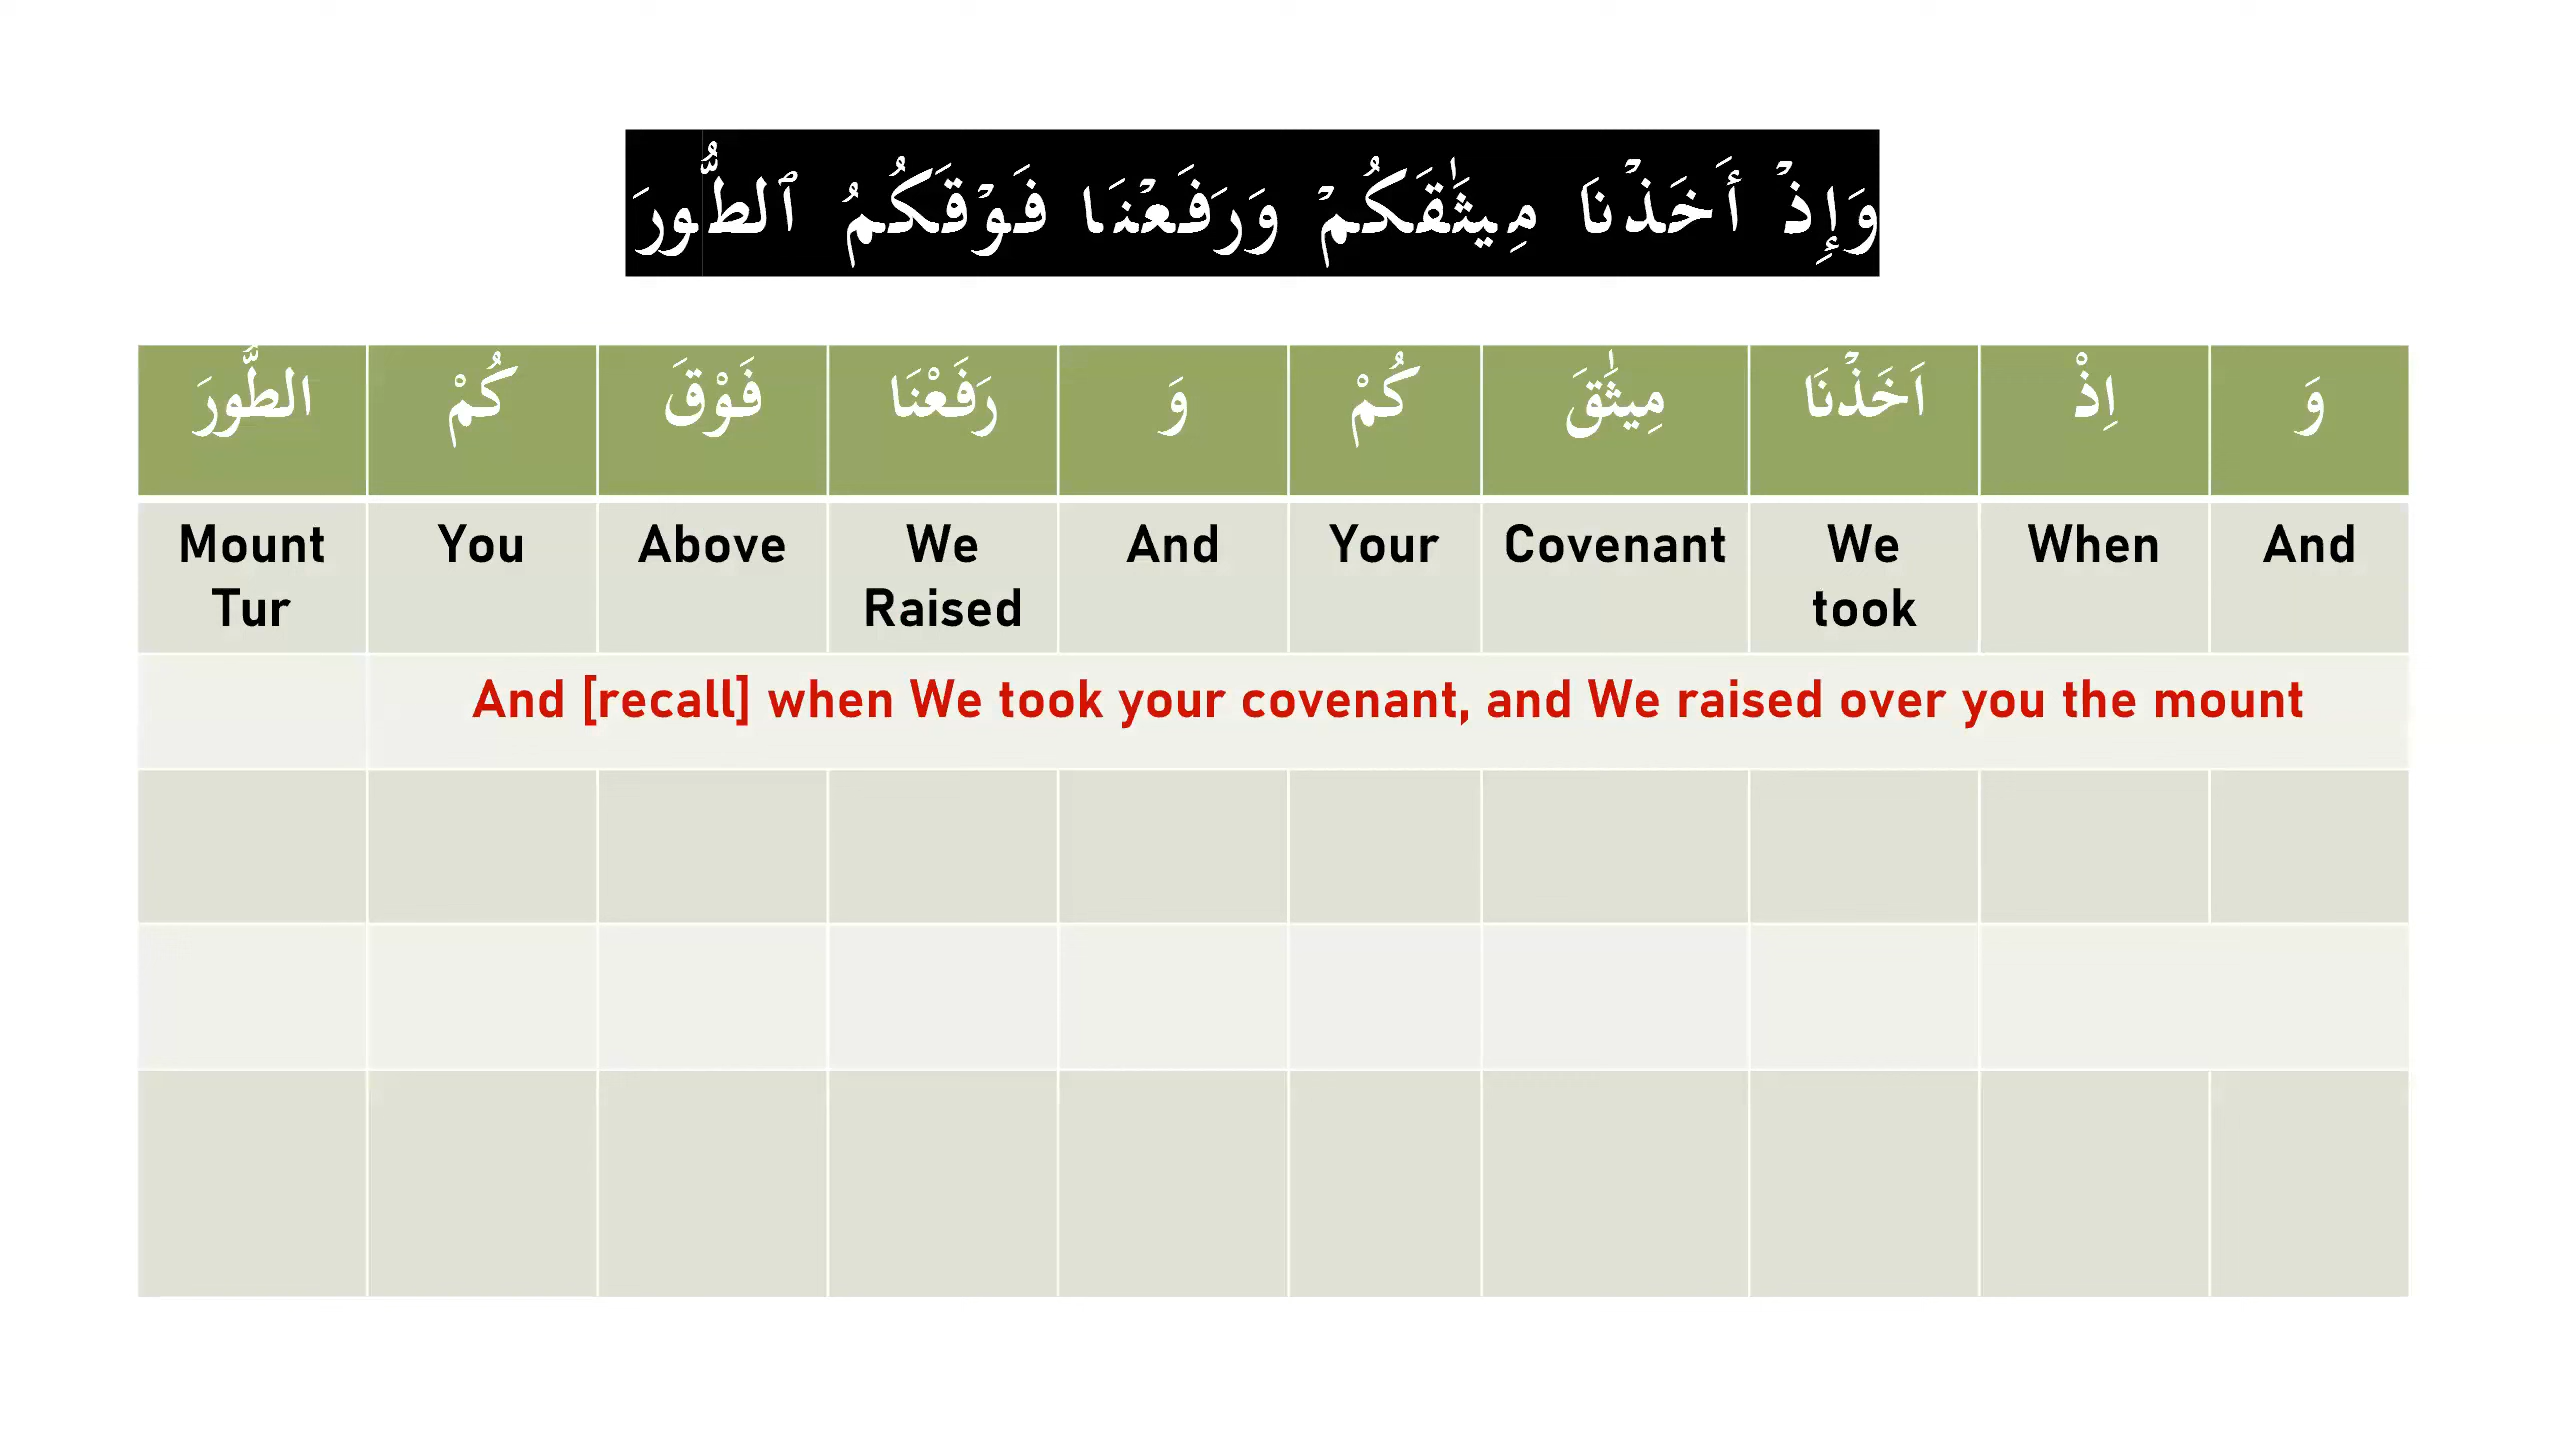 وَإِذْ أَخَذْنَا مِيثَٰقَكُمْ وَرَفَعْنَا فَوْقَكُمُ ٱلطُّورَ
وَ اِذْ اَخَذْنَا مِيثَٰقَ كُمْ وَ رَفَعْنَا فَوْقَ كُمْ الطُّورَ
And When We took Covenant Your And We Raised Above You Mount Tur
And [recall] when We took your covenant, and We raised over you the mount